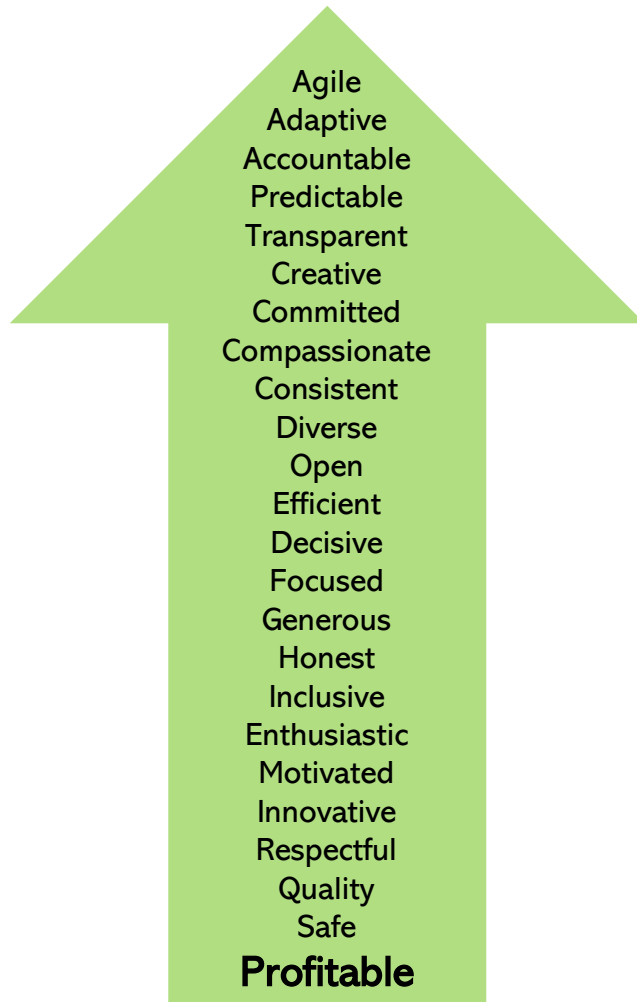 Agile
Adaptive
Accountable
Predictable
Transparent
Creative
Committed
Compassionate
Consistent
Diverse
Open
Efficient
Decisive
Focused
Generous
Honest
Inclusive
Enthusiastic
Motivated
Innovative
Respectful
Quality
Safe
Profitable